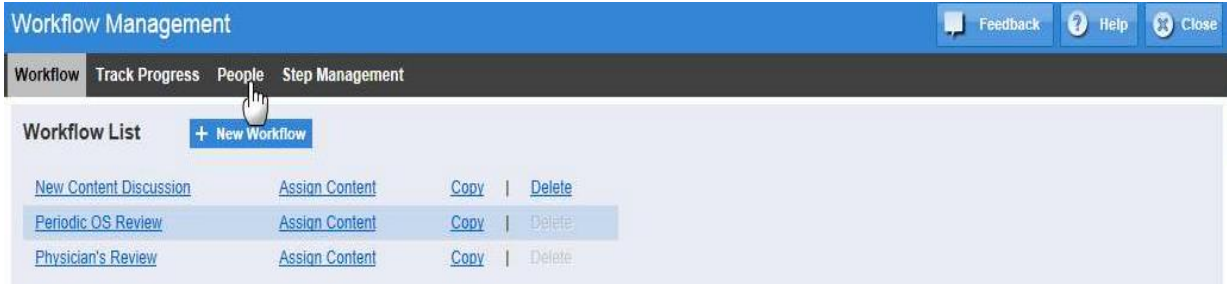 Workflow Management Feedback ? Help Close
Workflow Track Progress People Step Management
Workflow List + New Workflow
New Content Discussion Assign Content Copy | Delete
Periodic OS Review Assign Content Copy | Delete
Physician's Review Assign Content Copy | Delete